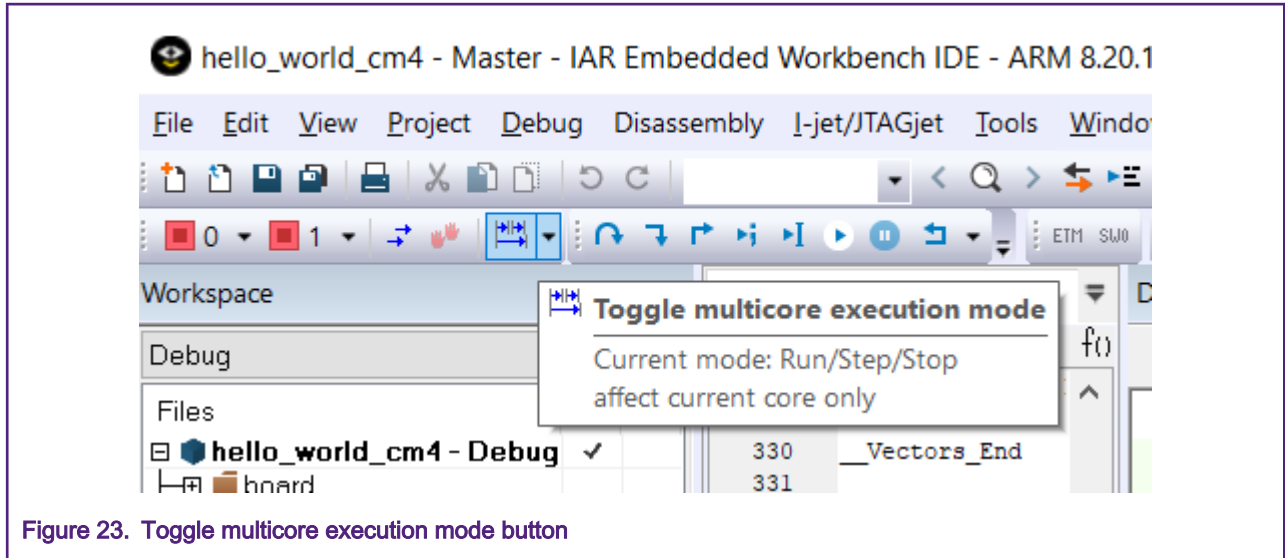 hello_world_cm4 - Master - IAR Embedded Workbench IDE - ARM 8.20.1
File Edit View Project Debug Disassembly I-jet/JTAGjet Tools Windo
0 1 ETM SWO
Workspace
Toggle multicore execution mode
Debug
f()
Current mode: Run/Step/Stop
affect current core only
Files
hello_world_cm4 - Debug
330 __Vectors_End
board
331
Figure 23. Toggle multicore execution mode button